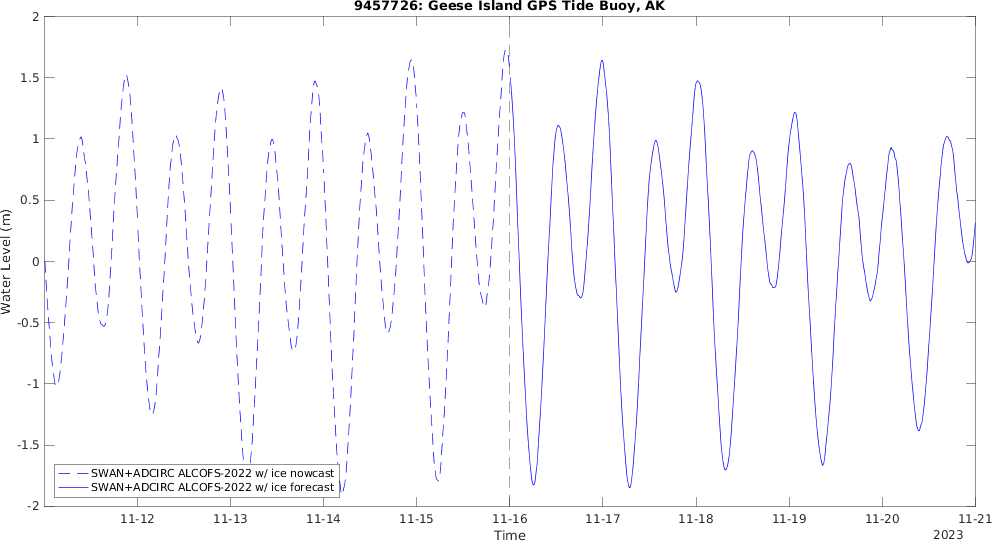 9457726: Geese Island GPS Tide Buoy, AK
Water Level (m)
2
1.5
1
0.5
0
-0.5
-1
-1.5
-2
SWAN+ADCIRC ALCOFS-2022 w/ ice nowcast
SWAN+ADCIRC ALCOFS-2022 w/ ice forecast
11-12 11-13 11-14 11-15 11-16 11-17 11-18 11-19 11-20 11-21
Time
2023